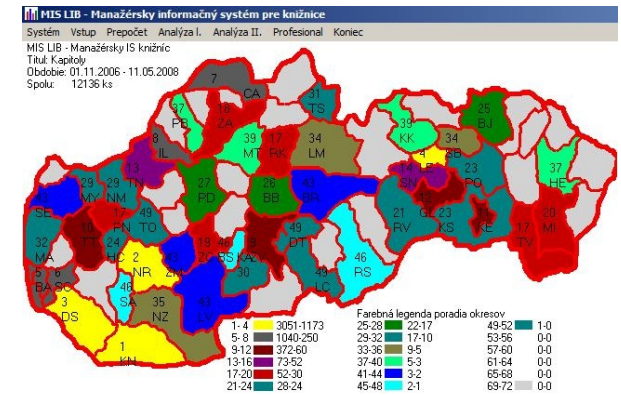 MIS LIB - Manažérsky informačný systém pre knižnice
Systém Vstup Prepočet Analýza I. Analýza II. Profesional Koniec
MIS LIB - Manažérsky IS knižníc
Titul: Kapitoly
Obdobie: 01.11.2006 - 11.05.2008
Spolu: 12136 ks
7
CA
31
TS
25
BJ
37
PB
18
ZA
39
KK
34
SB
8
IL
39
MT
17
RK
34
LM
4
LE
37
HE
13
TN
14
SN
23
PO
SE
29
MY
29
NM
27
PD
26
BB
43
BR
12
GL
17
PN
49
TO
21
RV
23
KS
KE
17
TV
MI
32
MA
TT
24
HC
2
NR
ZM
ZC
BS
KA
49
DT
46
RS
5
BA
6
SC
46
SA
30
49
LC
3
DS
35
NZ
LV
1
KN
Farebná legenda poradia okresov
1- 4 3051-1173 25-28 22-17 49-52 1-0
5- 8 1040-250 29-32 17-10 53-56 0-0
9-12 372-60 33-36 9-5 57-60 0-0
13-16 73-52 37-40 5-3 61-64 0-0
17-20 52-30 41-44 3-2 65-68 0-0
21-24 28-24 45-48 2-1 69-72 0-0